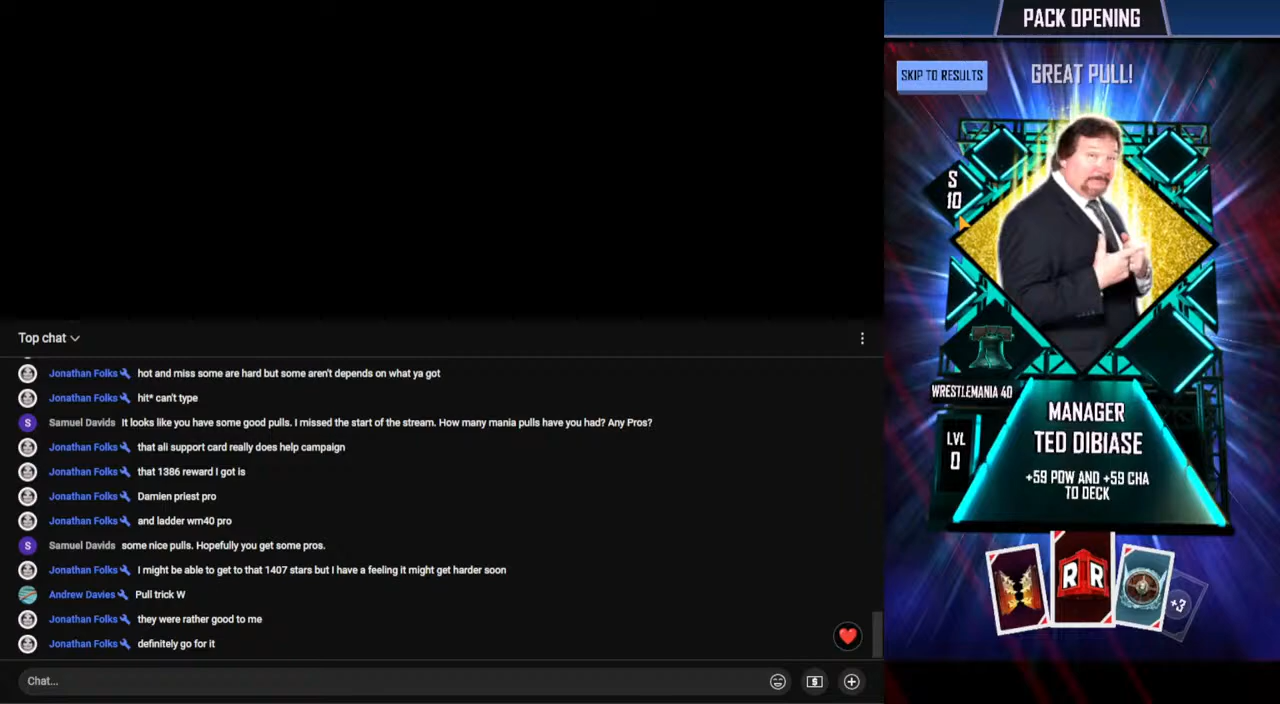 PACK OPENING
SKIP TO RESULTS
GREAT PULL!
S
10
WRESTLEMANIA 40
LVL
0
MANAGER
TED DIBIASE
+59 POW AND +59 CHA
TO DECK
R R
+3
Top chat
Jonathan Folks hot and miss some are hard but some aren't depends on what ya got
Jonathan Folks hit* can't type
S Samuel Davids It looks like you have some good pulls. I missed the start of the stream. How many mania pulls have you had? Any Pros?
Jonathan Folks that all support card really does help campaign
Jonathan Folks that 1386 reward I got is
Jonathan Folks Damien priest pro
Jonathan Folks and ladder wm40 pro
S Samuel Davids some nice pulls. Hopefully you get some pros.
Jonathan Folks I might be able to get to that 1407 stars but I have a feeling it might get harder soon
Andrew Davies Pull trick W
Jonathan Folks they were rather good to me
Jonathan Folks definitely go for it
Chat...